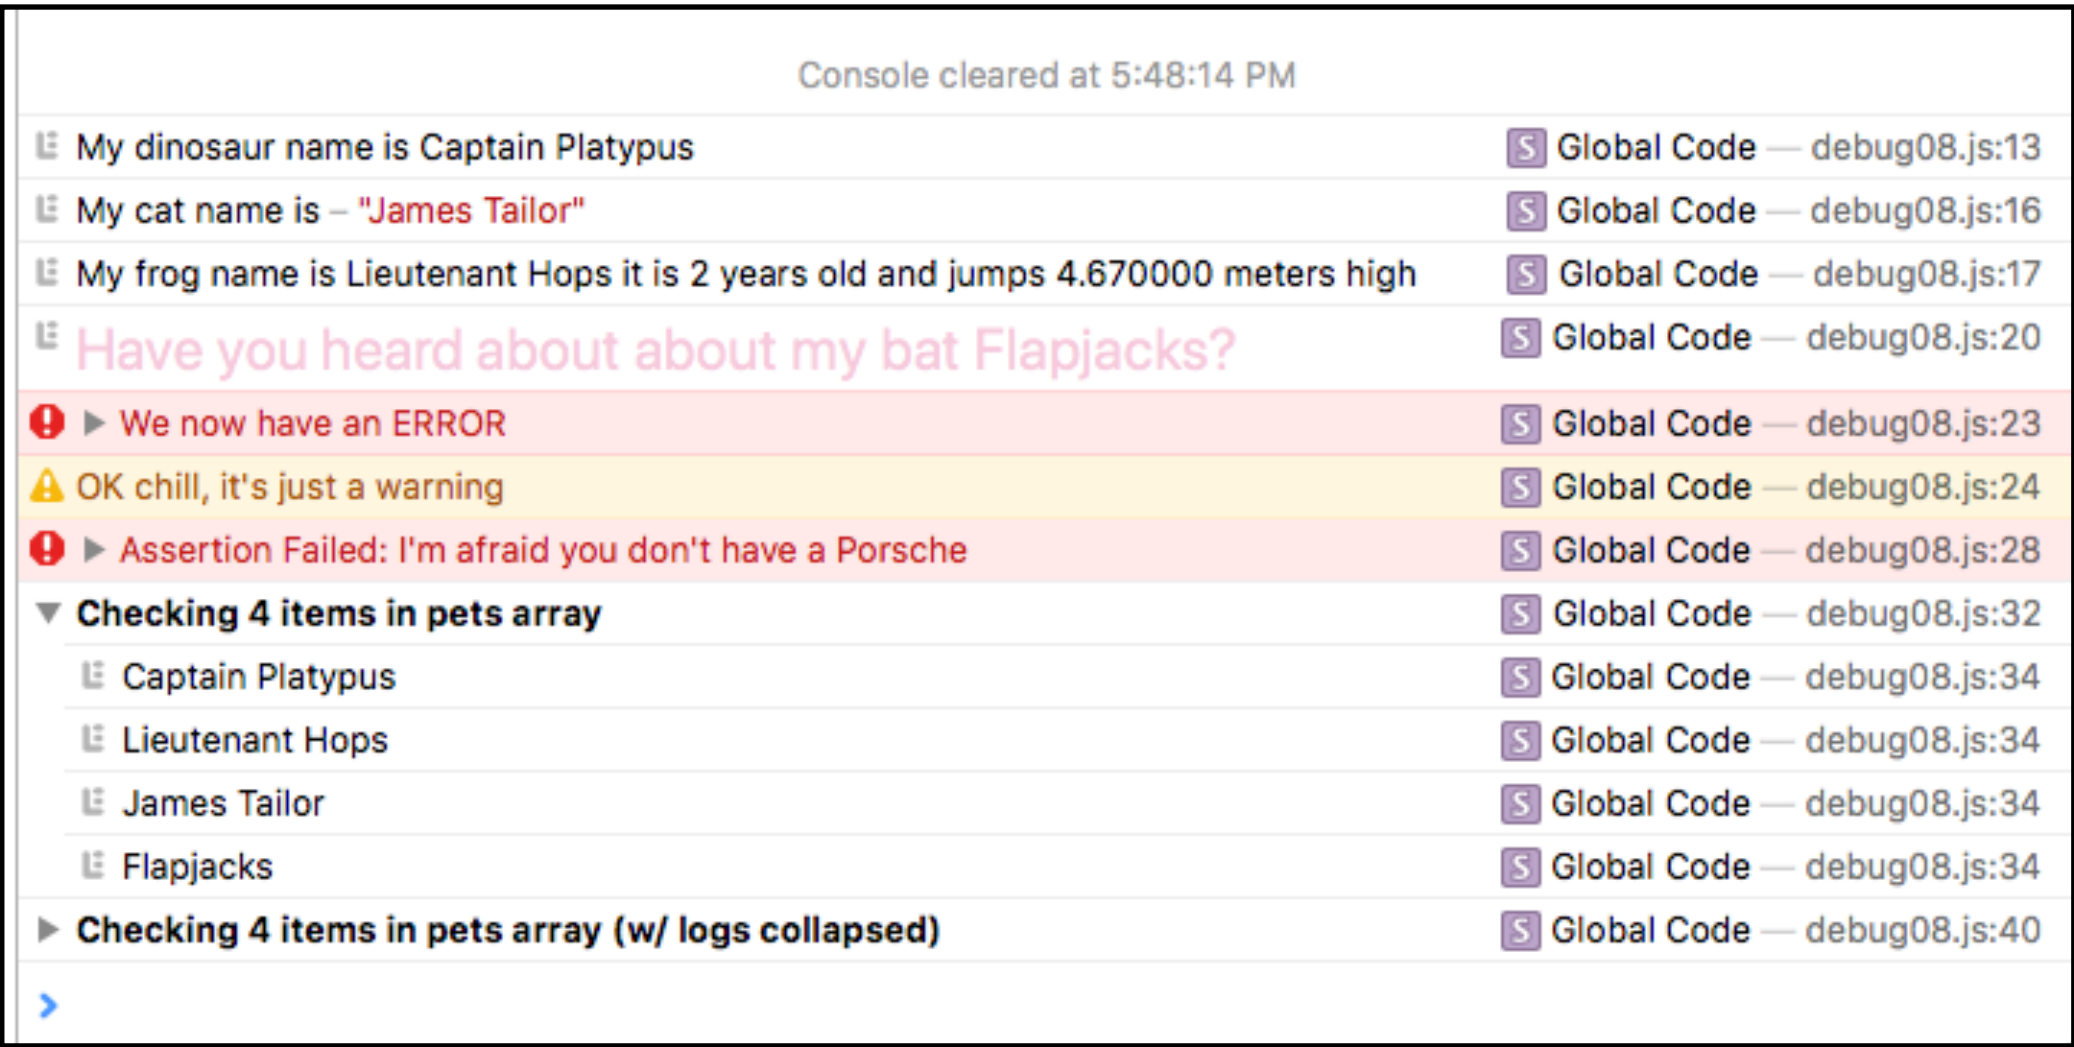 Console cleared at 5:48:14 PM
My dinosaur name is Captain Platypus S Global Code — debug08.js:13
My cat name is – "James Tailor" S Global Code — debug08.js:16
My frog name is Lieutenant Hops it is 2 years old and jumps 4.670000 meters high S Global Code — debug08.js:17
Have you heard about about my bat Flapjacks? S Global Code — debug08.js:20
We now have an ERROR S Global Code — debug08.js:23
OK chill, it's just a warning S Global Code — debug08.js:24
Assertion Failed: I'm afraid you don't have a Porsche S Global Code — debug08.js:28
Checking 4 items in pets array S Global Code — debug08.js:32
Captain Platypus S Global Code — debug08.js:34
Lieutenant Hops S Global Code — debug08.js:34
James Tailor S Global Code — debug08.js:34
Flapjacks S Global Code — debug08.js:34
Checking 4 items in pets array (w/ logs collapsed) S Global Code — debug08.js:40